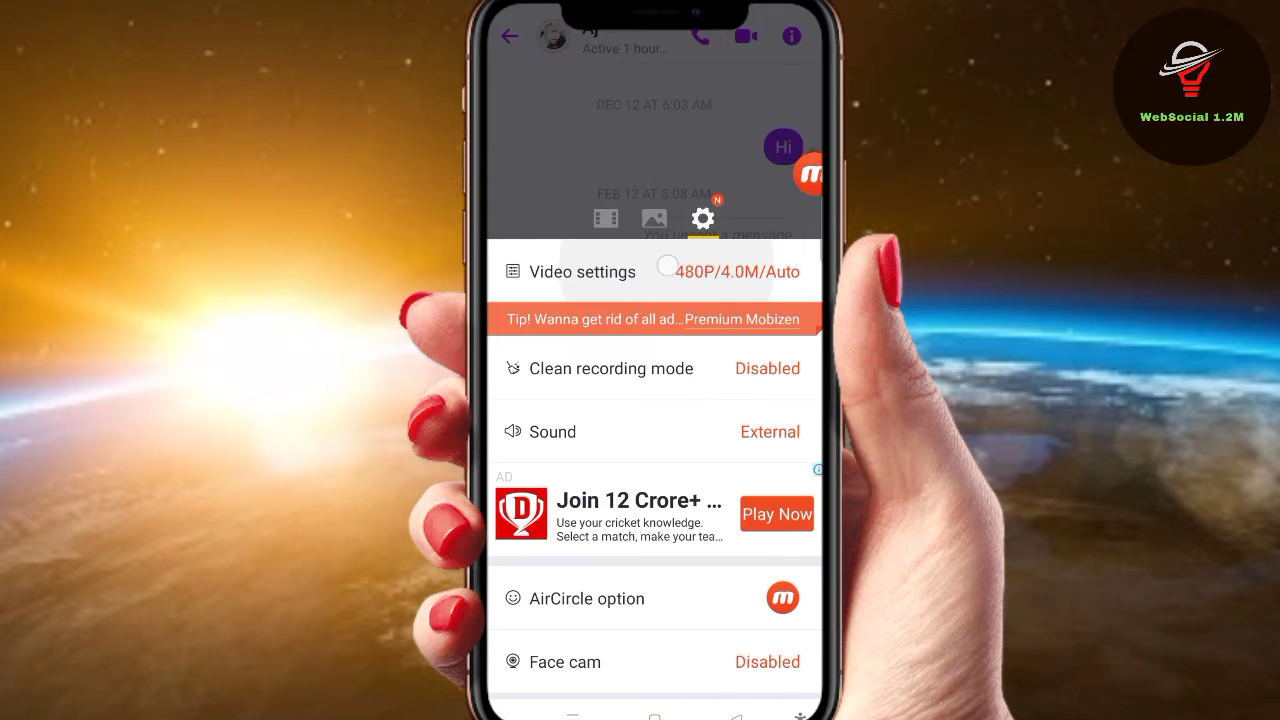 Active 1 hour...
DEC 12 AT 6:03 AM
Hi
FEB 12 AT 3:08 AM
N
You unsent a message
Video settings 480P/4.0M/Auto
Tip! Wanna get rid of all ad...Premium Mobizen
Clean recording mode Disabled
Sound External
AD
D
Join 12 Crore+ ...
Use your cricket knowledge.
Select a match, make your tea...
Play Now
AirCircle option m
Face cam Disabled
m
WebSocial 1.2M